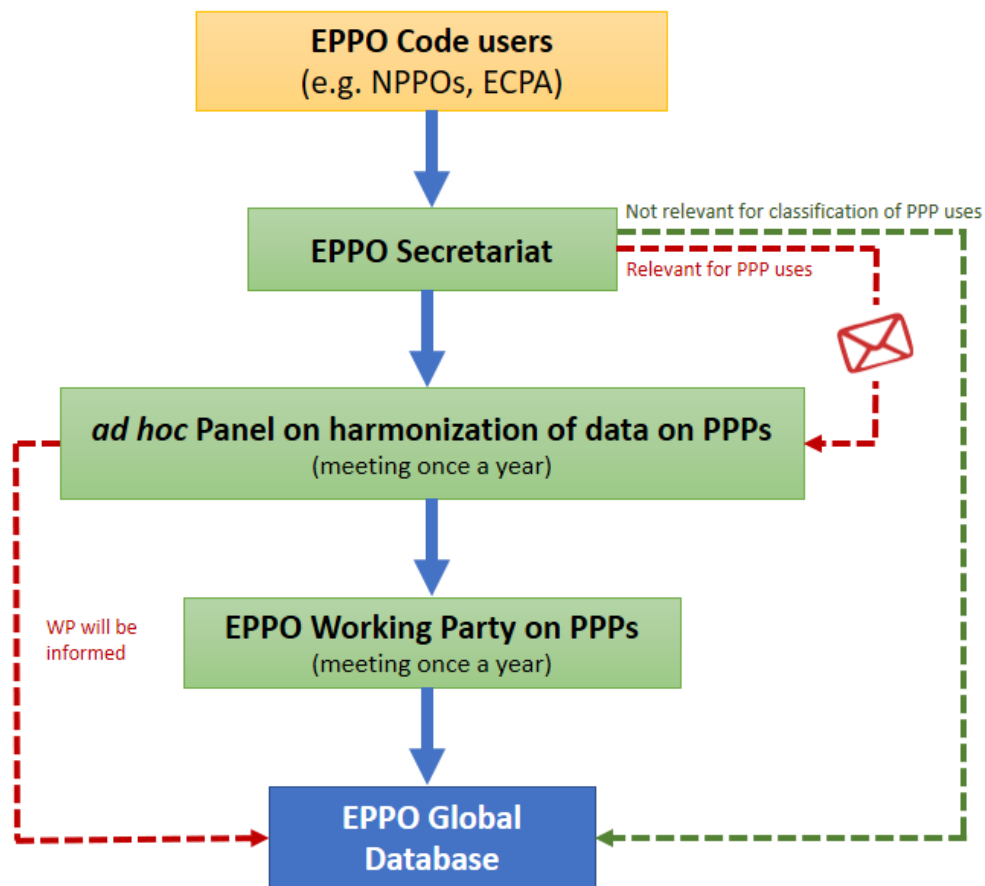 EPPO Code users
(e.g. NPPOs, ECPA)
Not relevant for classification of PPP uses
EPPO Secretariat
Relevant for PPP uses
ad hoc Panel on harmonization of data on PPPs
(meeting once a year)
EPPO Working Party on PPPs
(meeting once a year)
WP will be
informed
EPPO Global
Database